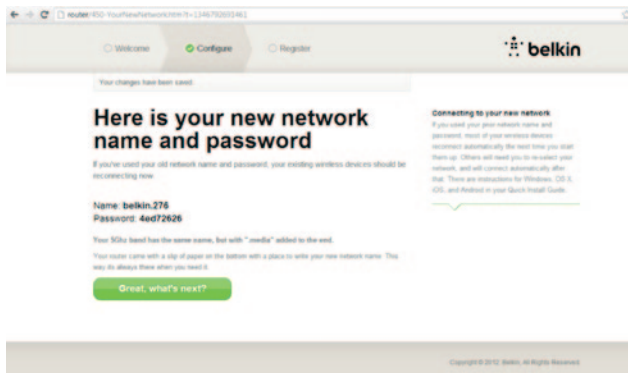 router/450-YourNewNetwork.htm?t=1346792693461
Welcome
Configure
Register
belkin
Your changes have been saved.
Here is your new network
name and password
If you've used your old network name and password, your existing wireless devices should be
reconnecting now.
Name: belkin.276
Password: 4ed72626
Your 5Ghz band has the same name, but with ".media" added to the end.
Your router came with a slip of paper on the bottom with a place to write your new network name. This
way its always there when you need it.
Great, what's next?
Connecting to your new network
If you used your prior network name and
password, most of your wireless devices
reconnect automatically the next time you start
them up. Others will need you to re-select your
network, and will connect automatically after
that. There are instructions for Windows, OS X,
iOS, and Android in your Quick Install Guide.
Copyright © 2012. Belkin, All Rights Reserved.